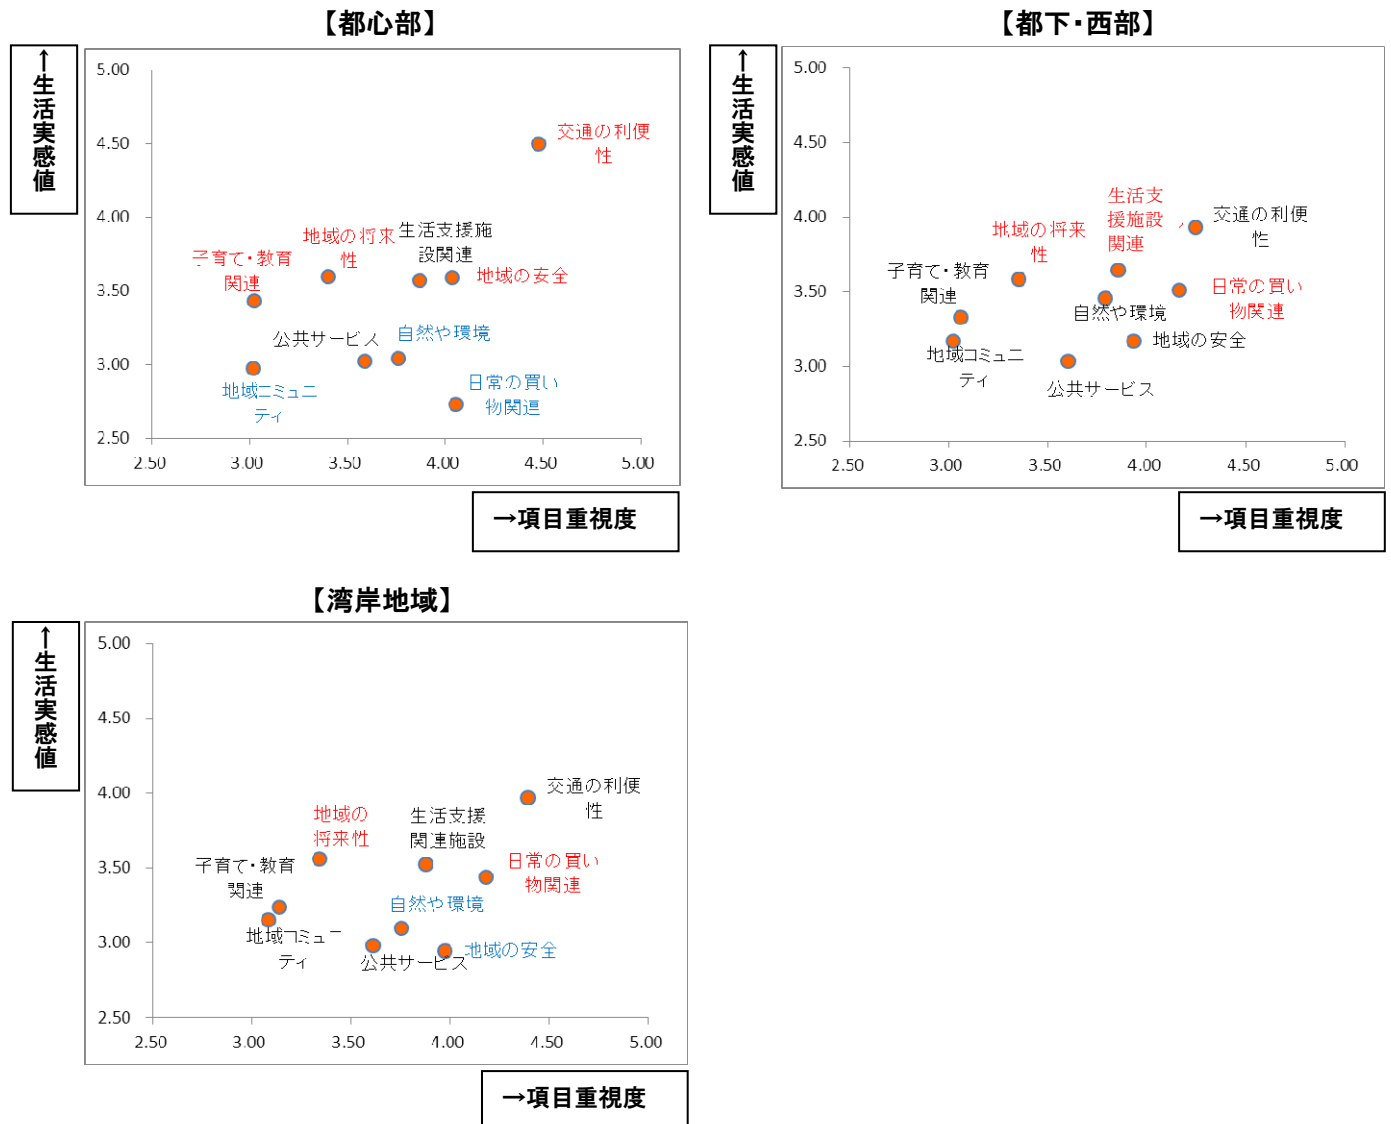 【都心部】
↑生活実感値
5.00
4.50
4.00
3.50
3.00
2.50
2.50 3.00 3.50 4.00 4.50 5.00
交通の利便
性
生活支援施
設関連
地域の将来
性
地域の安全
子育て・教育
関連
公共サービス
自然や環境
地域コミュニ
ティ
日常の買い
物関連
→項目重視度
【都下・西部】
↑生活実感値
5.00
4.50
4.00
3.50
3.00
2.50
2.50 3.00 3.50 4.00 4.50 5.00
生活支
援施設
関連
交通の利便
性
地域の将来
性
子育て・教育
関連
日常の買い
物関連
自然や環境
地域の安全
地域コミュニ
ティ
公共サービス
→項目重視度
【湾岸地域】
↑生活実感値
5.00
4.50
4.00
3.50
3.00
2.50
2.50 3.00 3.50 4.00 4.50 5.00
交通の利便
性
地域の
将来性
生活支援
関連施設
子育て・教育
関連
日常の買い
物関連
自然や環境
地域コミュニ
ティ
公共サービス
地域の安全
→項目重視度